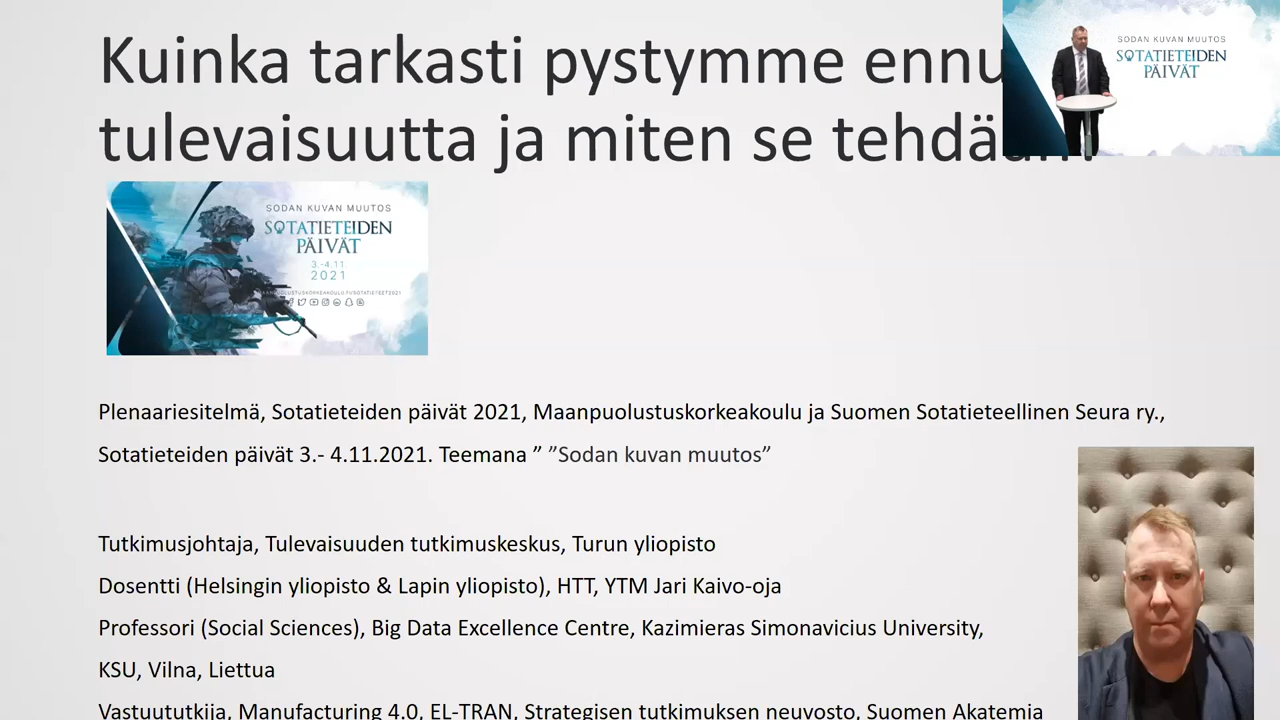 Kuinka tarkasti pystymme
tulevaisuutta ja miten se
SODAN KUVAN MUUTOS
SOTATIETEIDEN
PÄIVÄT
SODAN KUVAN MUUTOS
SOTATIETEIDEN
PÄIVÄT
3.-4.11
2021
Plenaariesitelmä, Sotatieteiden päivät 2021, Maanpuolustuskorkeakoulu ja Suomen Sotatieteellinen Seura ry.,
Sotatieteiden päivät 3.- 4.11.2021. Teemana ” ”Sodan kuvan muutos”
Tutkimusjohtaja, Tulevaisuuden tutkimuskeskus, Turun yliopisto
Dosentti (Helsingin yliopisto & Lapin yliopisto), HTT, YTM Jari Kaivo-oja
Professori (Social Sciences), Big Data Excellence Centre, Kazimieras Simonavicius University,
KSU, Vilna, Liettua
Vastuututkija, Manufacturing 4.0, EL-TRAN, Strategisen tutkimuksen neuvosto, Suomen Akatemia